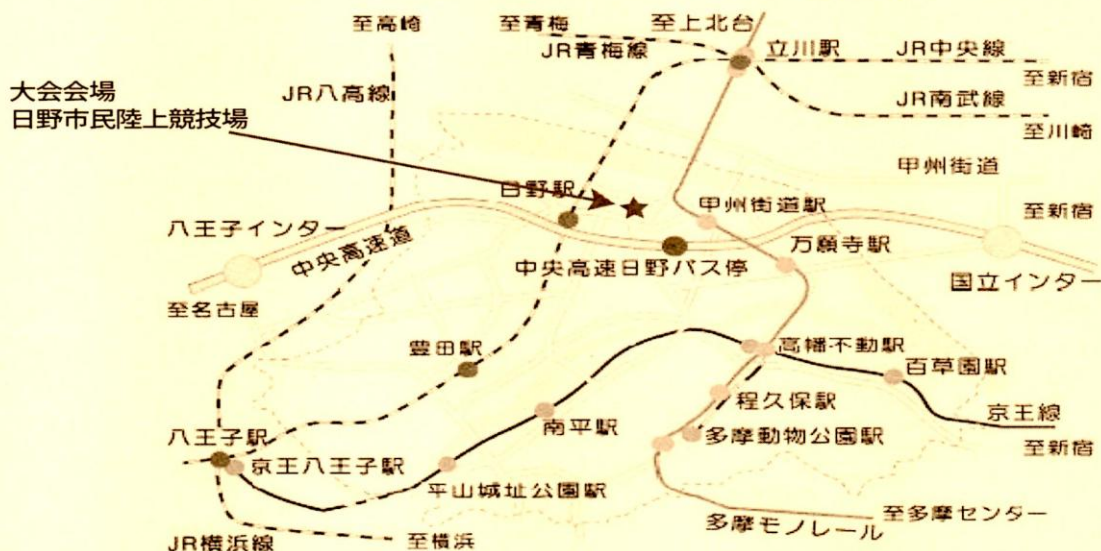 至高崎
至青梅
至上北台
JR青梅線
立川駅
JR中央線
至新宿
大会会場
日野市民陸上競技場
JR八高線
JR南武線
至川崎
甲州街道
日野駅
甲州街道駅
至新宿
八王子インター
中央高速道
万願寺駅
中央高速日野バス停
国立インター
至名古屋
豊田駅
高幡不動駅
百草園駅
程久保駅
京王線
南平駅
八王子駅
多摩動物公園駅
至新宿
京王八王子駅
平山城址公園駅
多摩モノレール
至多摩センター
JR横浜線
至横浜